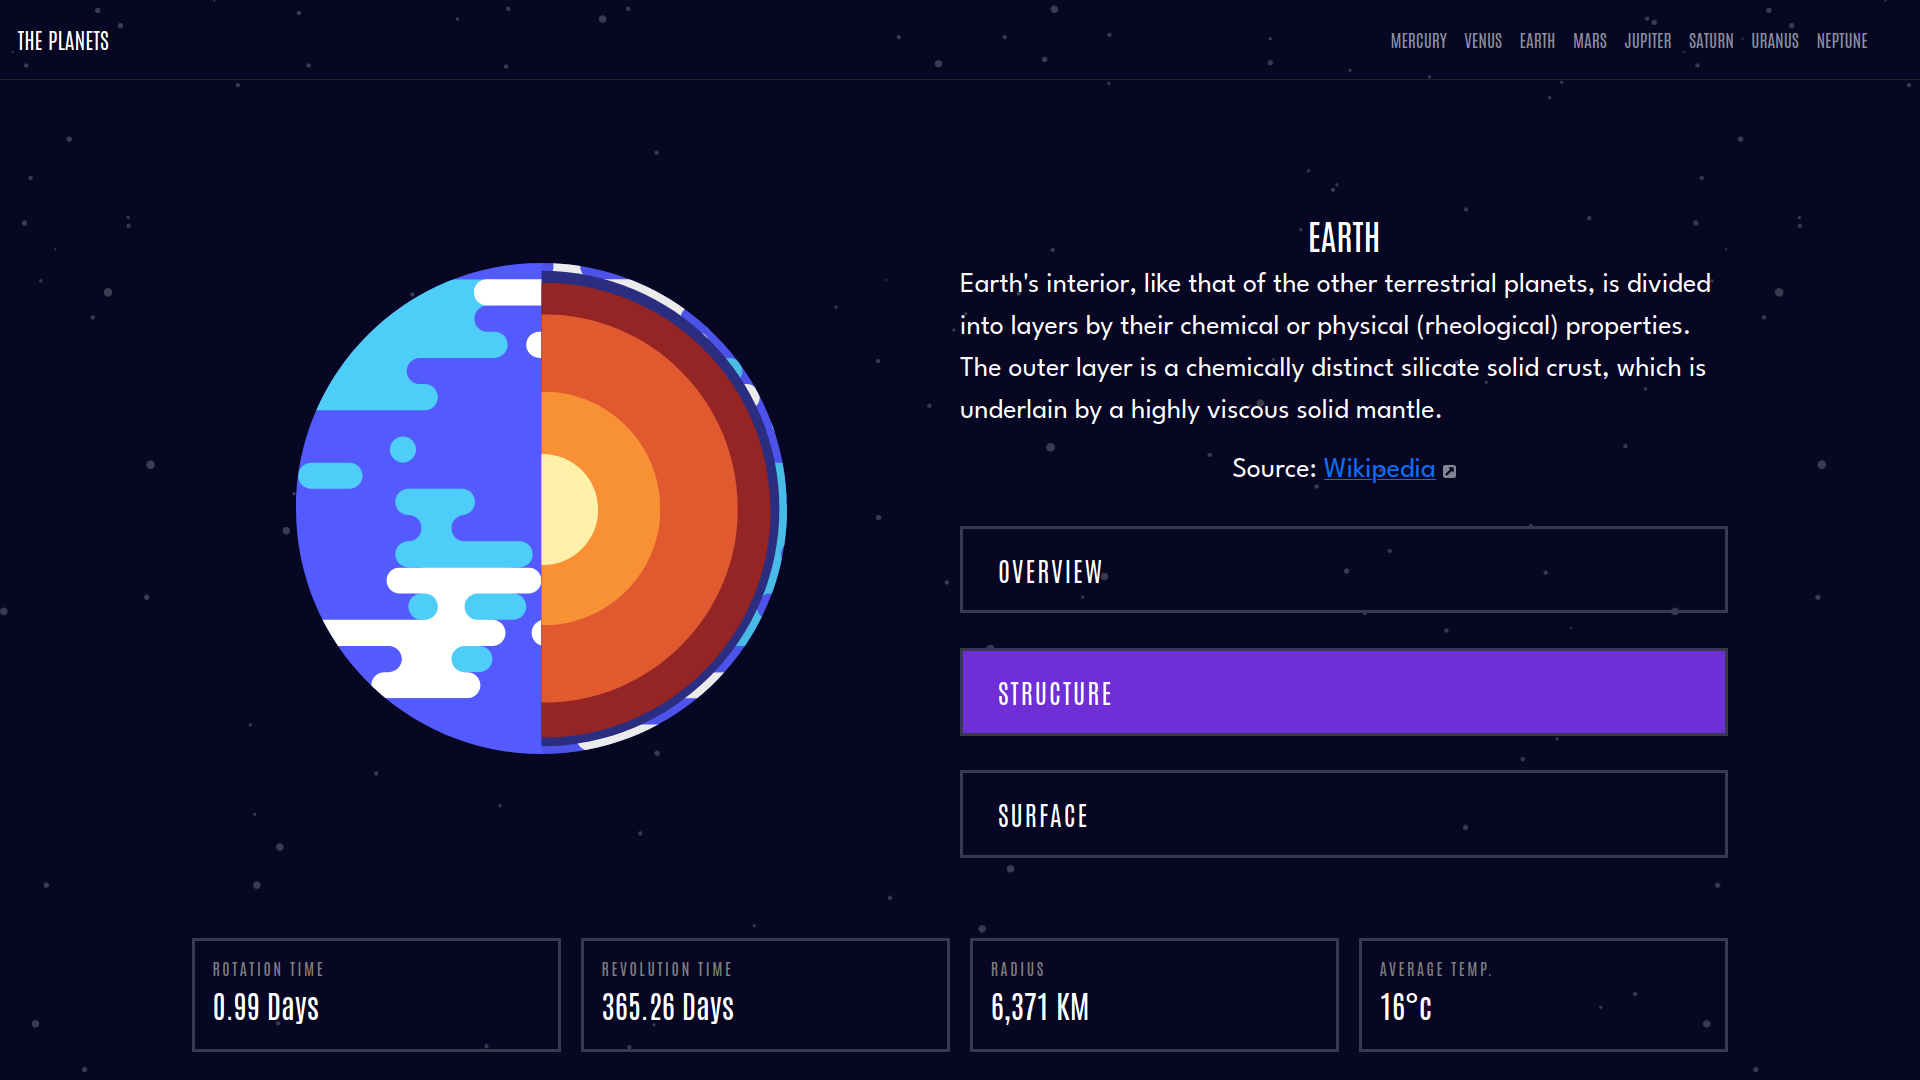 THE PLANETS
MERCURY VENUS EARTH MARS JUPITER SATURN URANUS NEPTUNE
EARTH
Earth's interior, like that of the other terrestrial planets, is divided
into layers by their chemical or physical (rheological) properties.
The outer layer is a chemically distinct silicate solid crust, which is
underlain by a highly viscous solid mantle.
Source: Wikipedia
OVERVIEW
STRUCTURE
SURFACE
ROTATION TIME
0.99 Days
REVOLUTION TIME
365.26 Days
RADIUS
6,371 KM
AVERAGE TEMP.
16°c